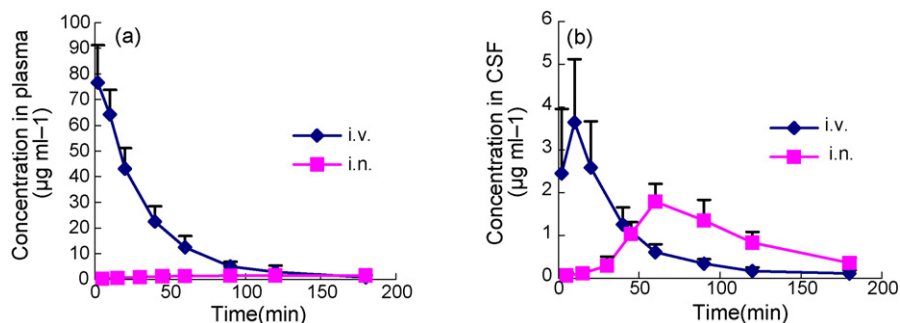 (a)
Concentration in plasma
(µg ml–1)
100
90
80
70
60
50
40
30
20
10
0
0
50
100
150
200
Time(min)
i.v.
i.n.
(b)
Concentration in CSF
(µg ml–1)
6
5
4
3
2
1
0
0
50
100
150
200
Time(min)
i.v.
i.n.